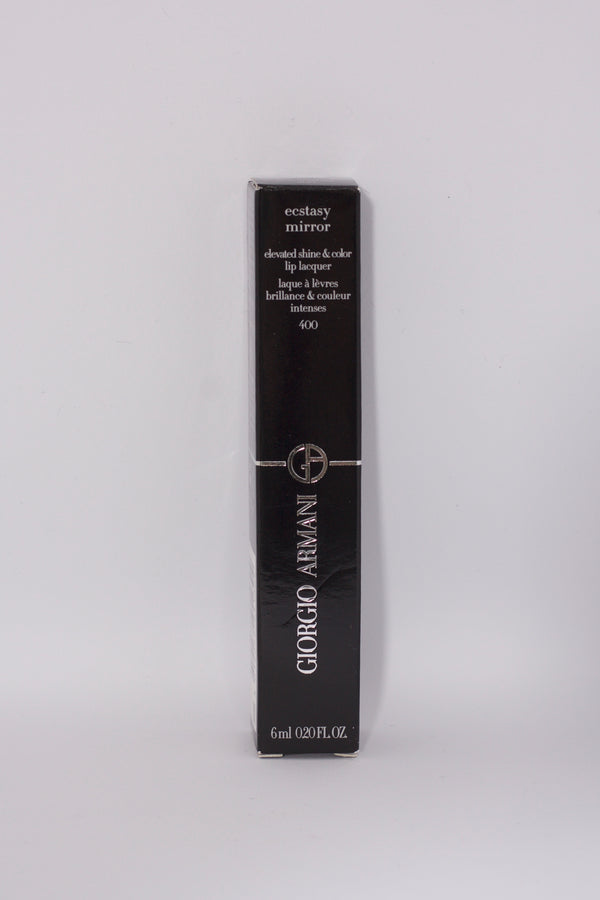 ecstasy
mirror
elevated shine & color
lip lacquer
laque à lèvres
brillance & couleur
intenses
400
GIORGIO ARMANI
6 ml 0.20 FL. OZ.